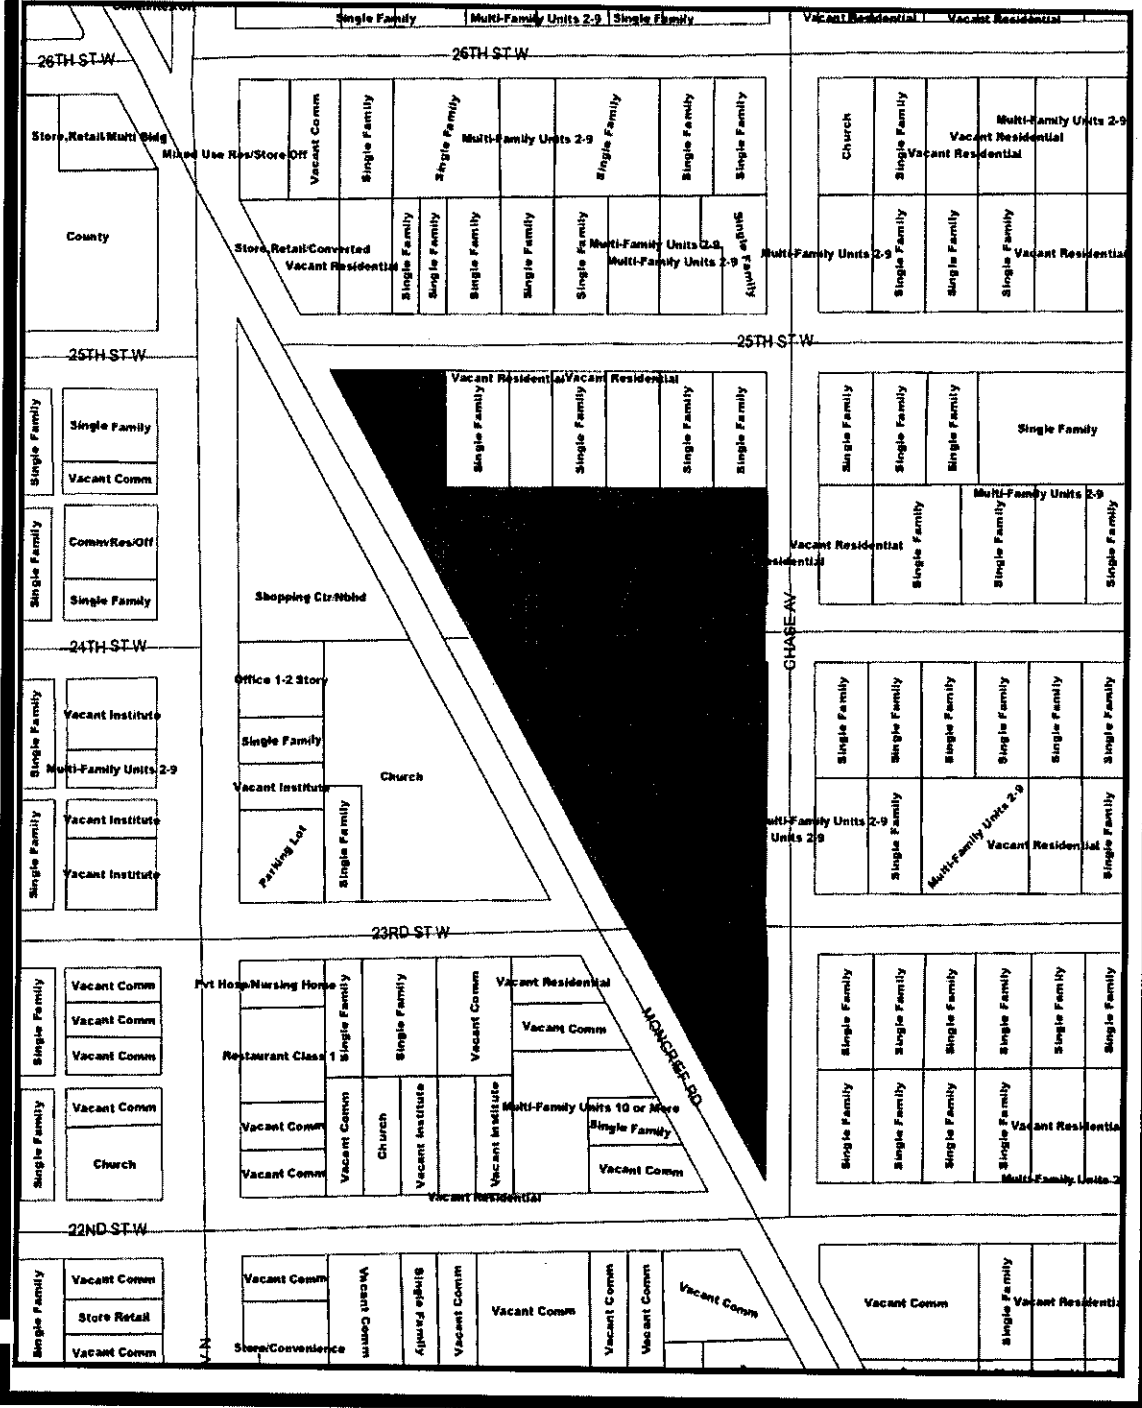 Single Family
Multi-Family Units 2-9
Single Family
Vacant Residential
Vacant Residential
26TH ST W
26TH ST W
Store,Retail/Multi Bldg
Mixed Use Res/Store Off
Vacant Comm
Single Family
Single Family
Multi-Family Units 2-9
Single Family
Single Family
Single Family
Church
Single Family
Multi-Family Units 2-9
Vacant Residential
Vacant Residential
County
Store,Retail/Converted
Vacant Residential
Single Family
Single Family
Single Family
Single Family
Single Family
Multi-Family Units 2-9
Multi-Family Units 2-9
Single Family
Multi-Family Units 2-9
Single Family
Single Family
Single Family
Vacant Residential
25TH ST W
25TH ST W
Single Family
Single Family
Vacant Comm
Vacant Residential
Vacant Residential
Single Family
Single Family
Single Family
Single Family
Single Family
Single Family
Single Family
Single Family
Single Family
Comm/Res/Off
Single Family
Shopping Ctr/Nbhd
Vacant Residential
esidential
Single Family
Multi-Family Units 2-9
Single Family
Single Family
24TH ST W
CHASE AV
Single Family
Vacant Institute
Multi-Family Units 2-9
Office 1-2 Story
Single Family
Vacant Institute
Church
Single Family
Single Family
Single Family
Single Family
Single Family
Single Family
Single Family
Vacant Institute
Vacant Institute
Parking Lot
Single Family
ulti-Family Units 2-9
Units 2-9
Single Family
Multi-Family Units 2-9
Vacant Residential
Single Family
23RD ST W
Single Family
Vacant Comm
Vacant Comm
Vacant Comm
Pvt Hosp/Nursing Home
Restaurant Class 1
Single Family
Single Family
Vacant Comm
Vacant Residential
Vacant Comm
MONCRIEF RD
Single Family
Single Family
Single Family
Single Family
Single Family
Single Family
Single Family
Vacant Comm
Church
Vacant Comm
Vacant Comm
Vacant Comm
Church
Vacant Institute
Vacant Institute
Multi-Family Units 10 or More
Single Family
Vacant Comm
Vacant Residential
Single Family
Single Family
Single Family
Single Family
Vacant Residentia
Multi-Family Units 2
22ND ST W
Single Family
Vacant Comm
Store Retail
Vacant Comm
Vacant Comm
Store/Convenience
Vacant Comm
Single Family
Vacant Comm
Vacant Comm
Vacant Comm
Vacant Comm
Vacant Comm
Vacant Comm
Single Family
Vacant Residentia